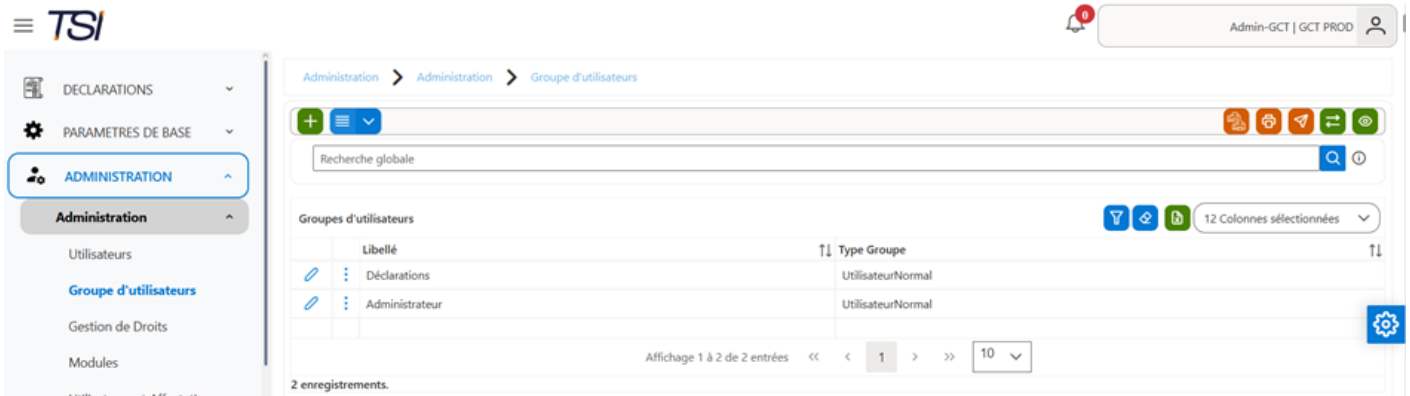 TSI
0
Admin-GCT | GCT PROD
DECLARATIONS
PARAMETRES DE BASE
ADMINISTRATION
Administration
Utilisateurs
Groupe d'utilisateurs
Gestion de Droits
Modules
Administration > Administration > Groupe d'utilisateurs
Recherche globale
Groupes d'utilisateurs
12 Colonnes sélectionnées
Libellé Type Groupe
Déclarations UtilisateurNormal
Administrateur UtilisateurNormal
Affichage 1 à 2 de 2 entrées << < 1 > >> 10
2 enregistrements.